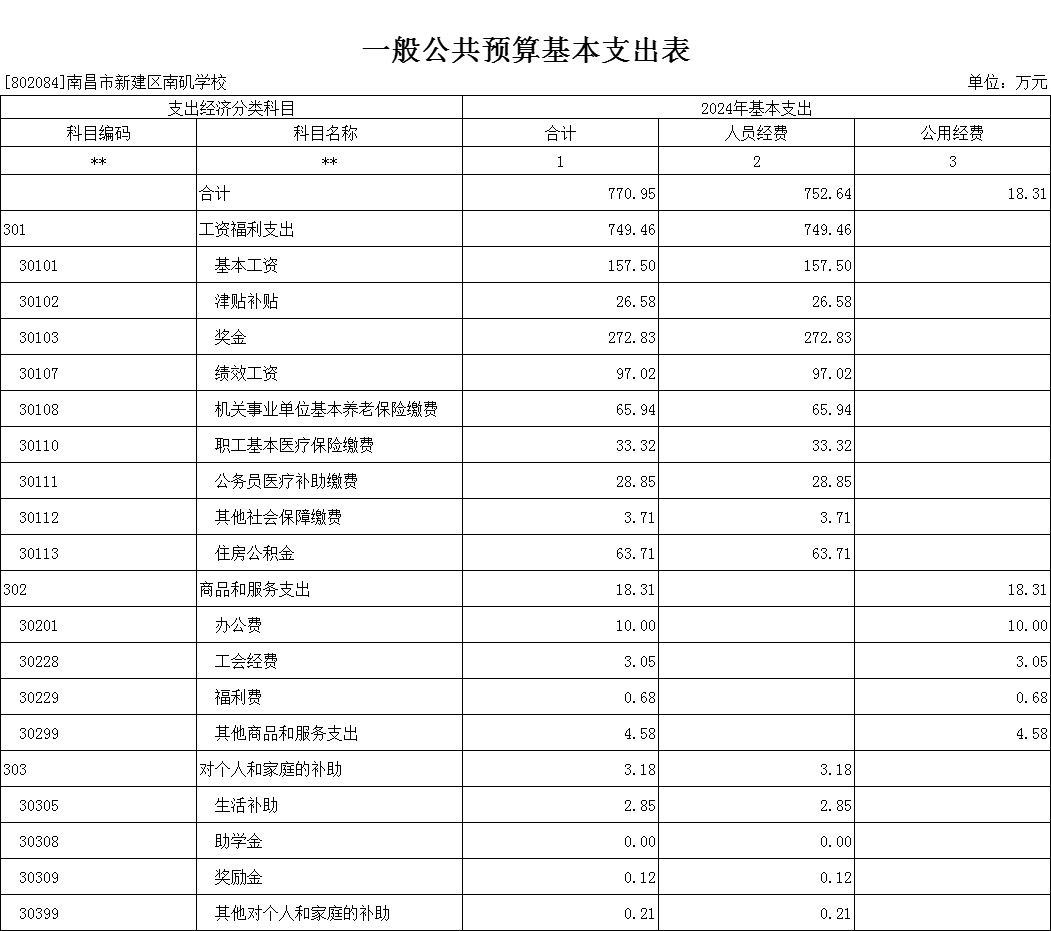 一般公共预算基本支出表
[802084]南昌市新建区南矶学校 单位：万元
支出经济分类科目 2024年基本支出
科目编码 科目名称 合计 人员经费 公用经费
** ** 1 2 3
合计 770.95 752.64 18.31
301 工资福利支出 749.46 749.46
30101 基本工资 157.50 157.50
30102 津贴补贴 26.58 26.58
30103 奖金 272.83 272.83
30107 绩效工资 97.02 97.02
30108 机关事业单位基本养老保险缴费 65.94 65.94
30110 职工基本医疗保险缴费 33.32 33.32
30111 公务员医疗补助缴费 28.85 28.85
30112 其他社会保障缴费 3.71 3.71
30113 住房公积金 63.71 63.71
302 商品和服务支出 18.31 18.31
30201 办公费 10.00 10.00
30228 工会经费 3.05 3.05
30229 福利费 0.68 0.68
30299 其他商品和服务支出 4.58 4.58
303 对个人和家庭的补助 3.18 3.18
30305 生活补助 2.85 2.85
30308 助学金 0.00 0.00
30309 奖励金 0.12 0.12
30399 其他对个人和家庭的补助 0.21 0.21